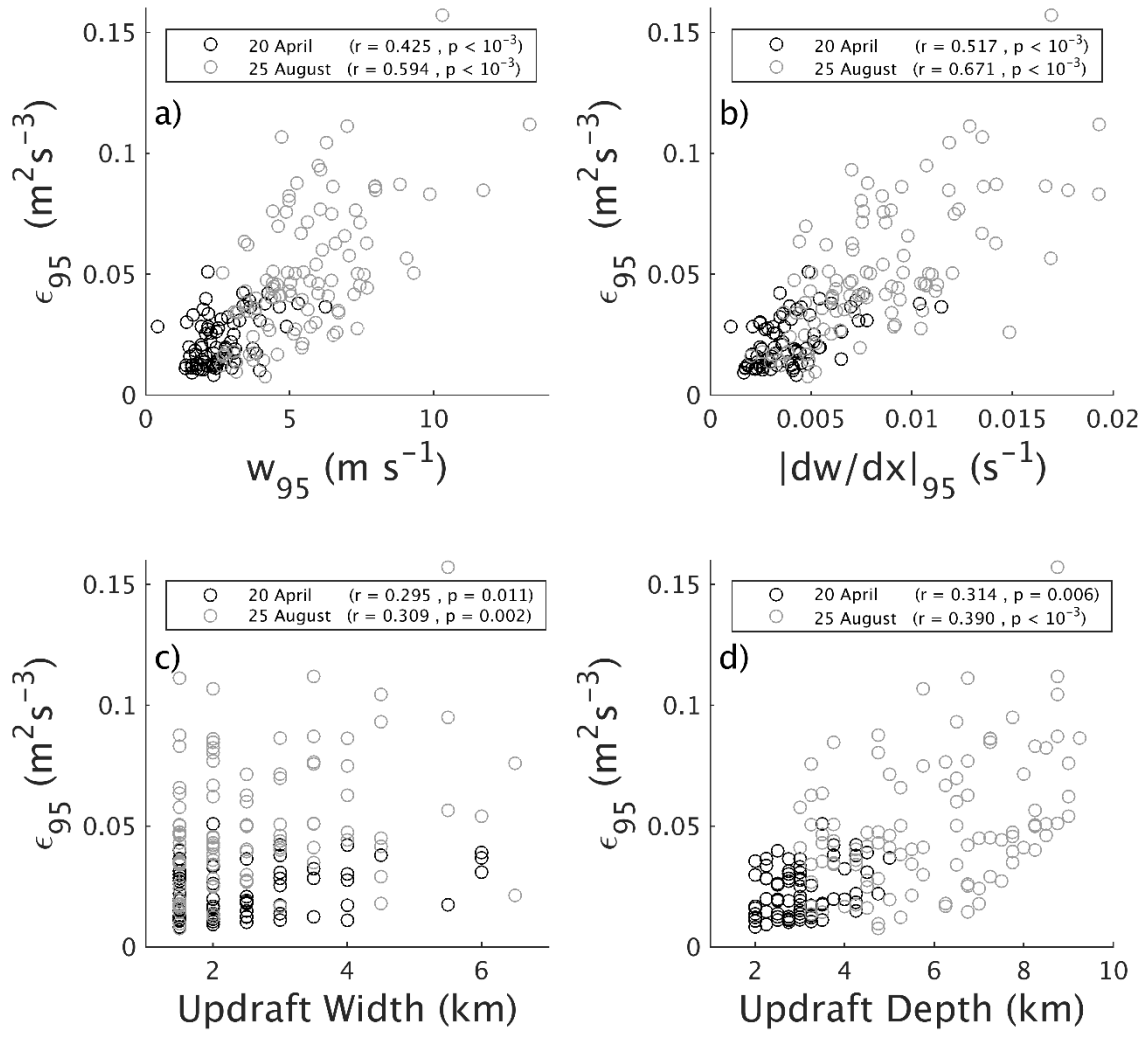 0.15
0.1
0.05
0
ϵ₉₅ (m²s⁻³)
a)
20 April (r = 0.425 , p < 10⁻³)
25 August (r = 0.594 , p < 10⁻³)
0 5 10
w₉₅ (m s⁻¹)
0.15
0.1
0.05
0
ϵ₉₅ (m²s⁻³)
b)
20 April (r = 0.517 , p < 10⁻³)
25 August (r = 0.671 , p < 10⁻³)
0 0.005 0.01 0.015 0.02
|dw/dx|₉₅ (s⁻¹)
0.15
0.1
0.05
0
ϵ₉₅ (m²s⁻³)
c)
20 April (r = 0.295 , p = 0.011)
25 August (r = 0.309 , p = 0.002)
2 4 6
Updraft Width (km)
0.15
0.1
0.05
0
ϵ₉₅ (m²s⁻³)
d)
20 April (r = 0.314 , p = 0.006)
25 August (r = 0.390 , p < 10⁻³)
2 4 6 8 10
Updraft Depth (km)